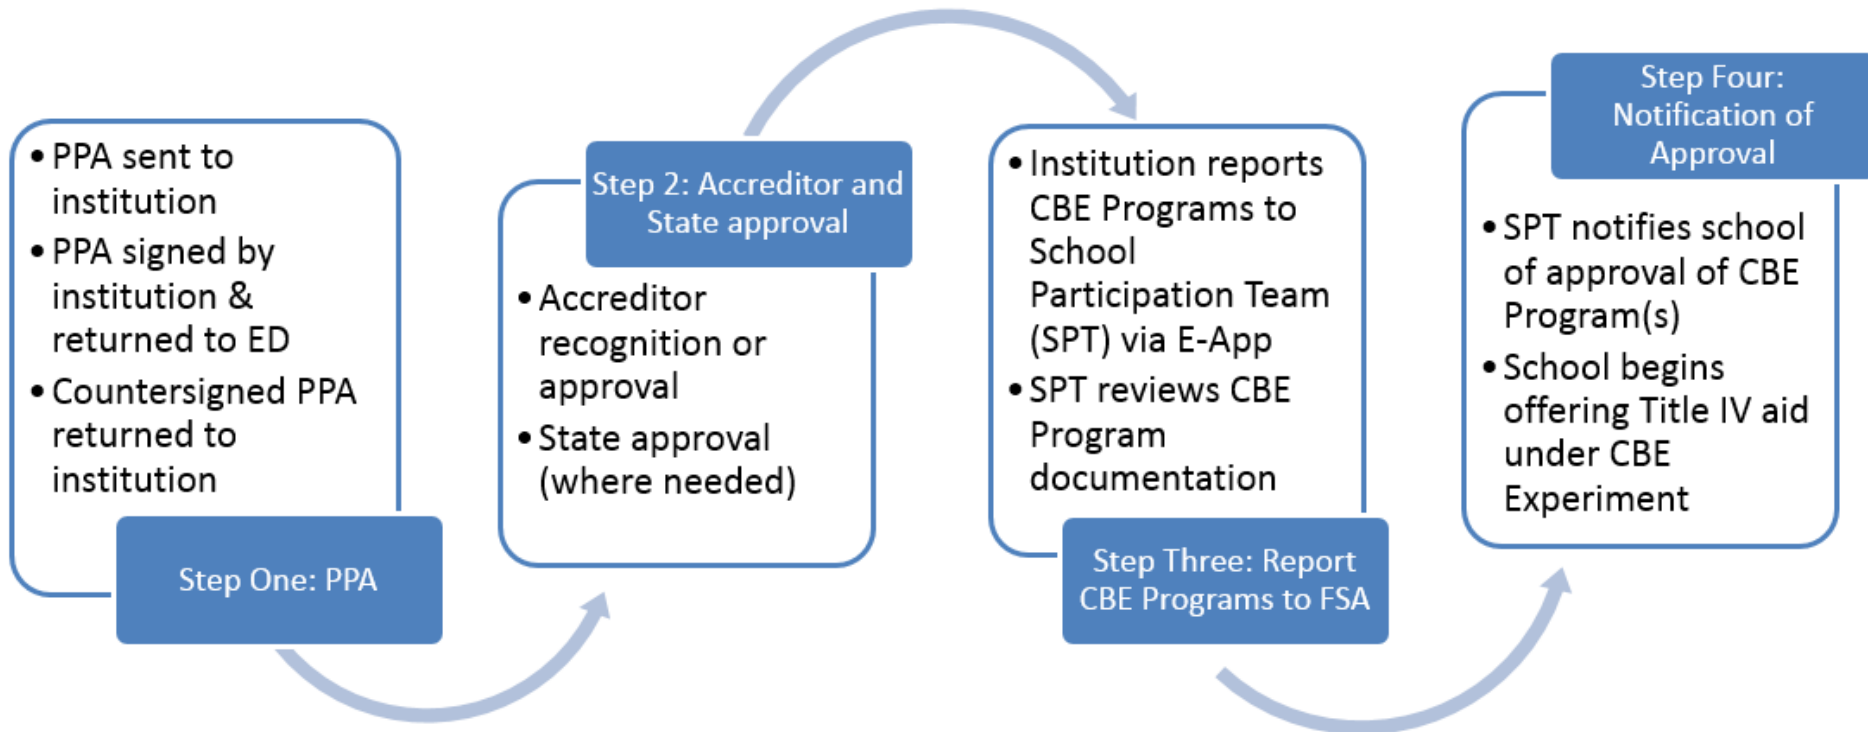 • PPA sent to
institution
• PPA signed by
institution &
returned to ED
• Countersigned PPA
returned to
institution
Step One: PPA
Step 2: Accreditor and
State approval
• Accreditor
recognition or
approval
• State approval
(where needed)
• Institution reports
CBE Programs to
School
Participation Team
(SPT) via E-App
• SPT reviews CBE
Program
documentation
Step Three: Report
CBE Programs to FSA
Step Four:
Notification of
Approval
• SPT notifies school
of approval of CBE
Program(s)
• School begins
offering Title IV aid
under CBE
Experiment